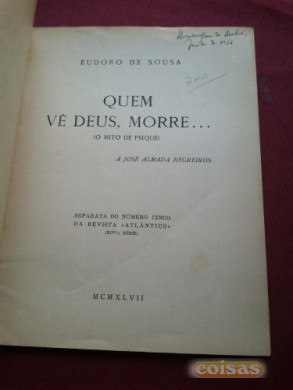 EUDORO DE SOUSA
QUEM
VÊ DEUS, MORRE...
(O MITO DE PSIQUE)
A JOSÉ ALMADA NEGREIROS
SEPARATA DO NÚMERO CINCO
DA REVISTA «ATLÂNTICO»
(NOVA SÉRIE)
MCMXLVII
coisas